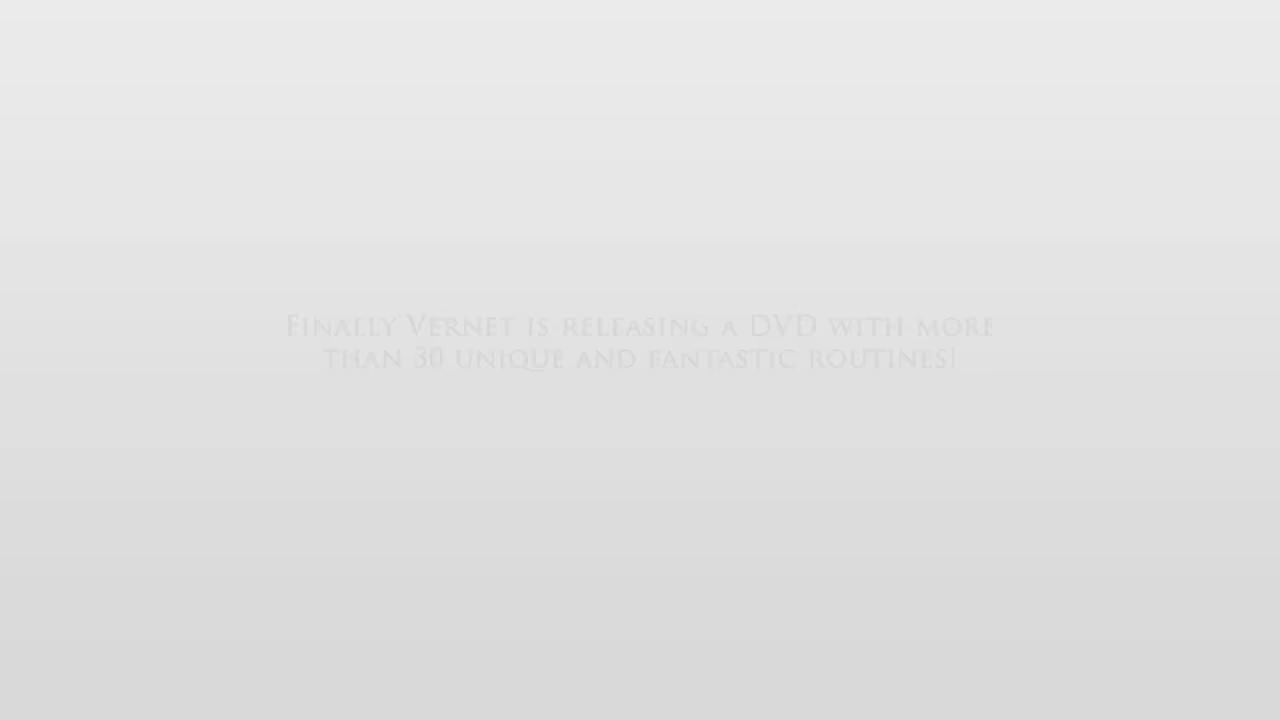 Finally Vernet is releasing a DVD with more
than 30 unique and fantastic routines!